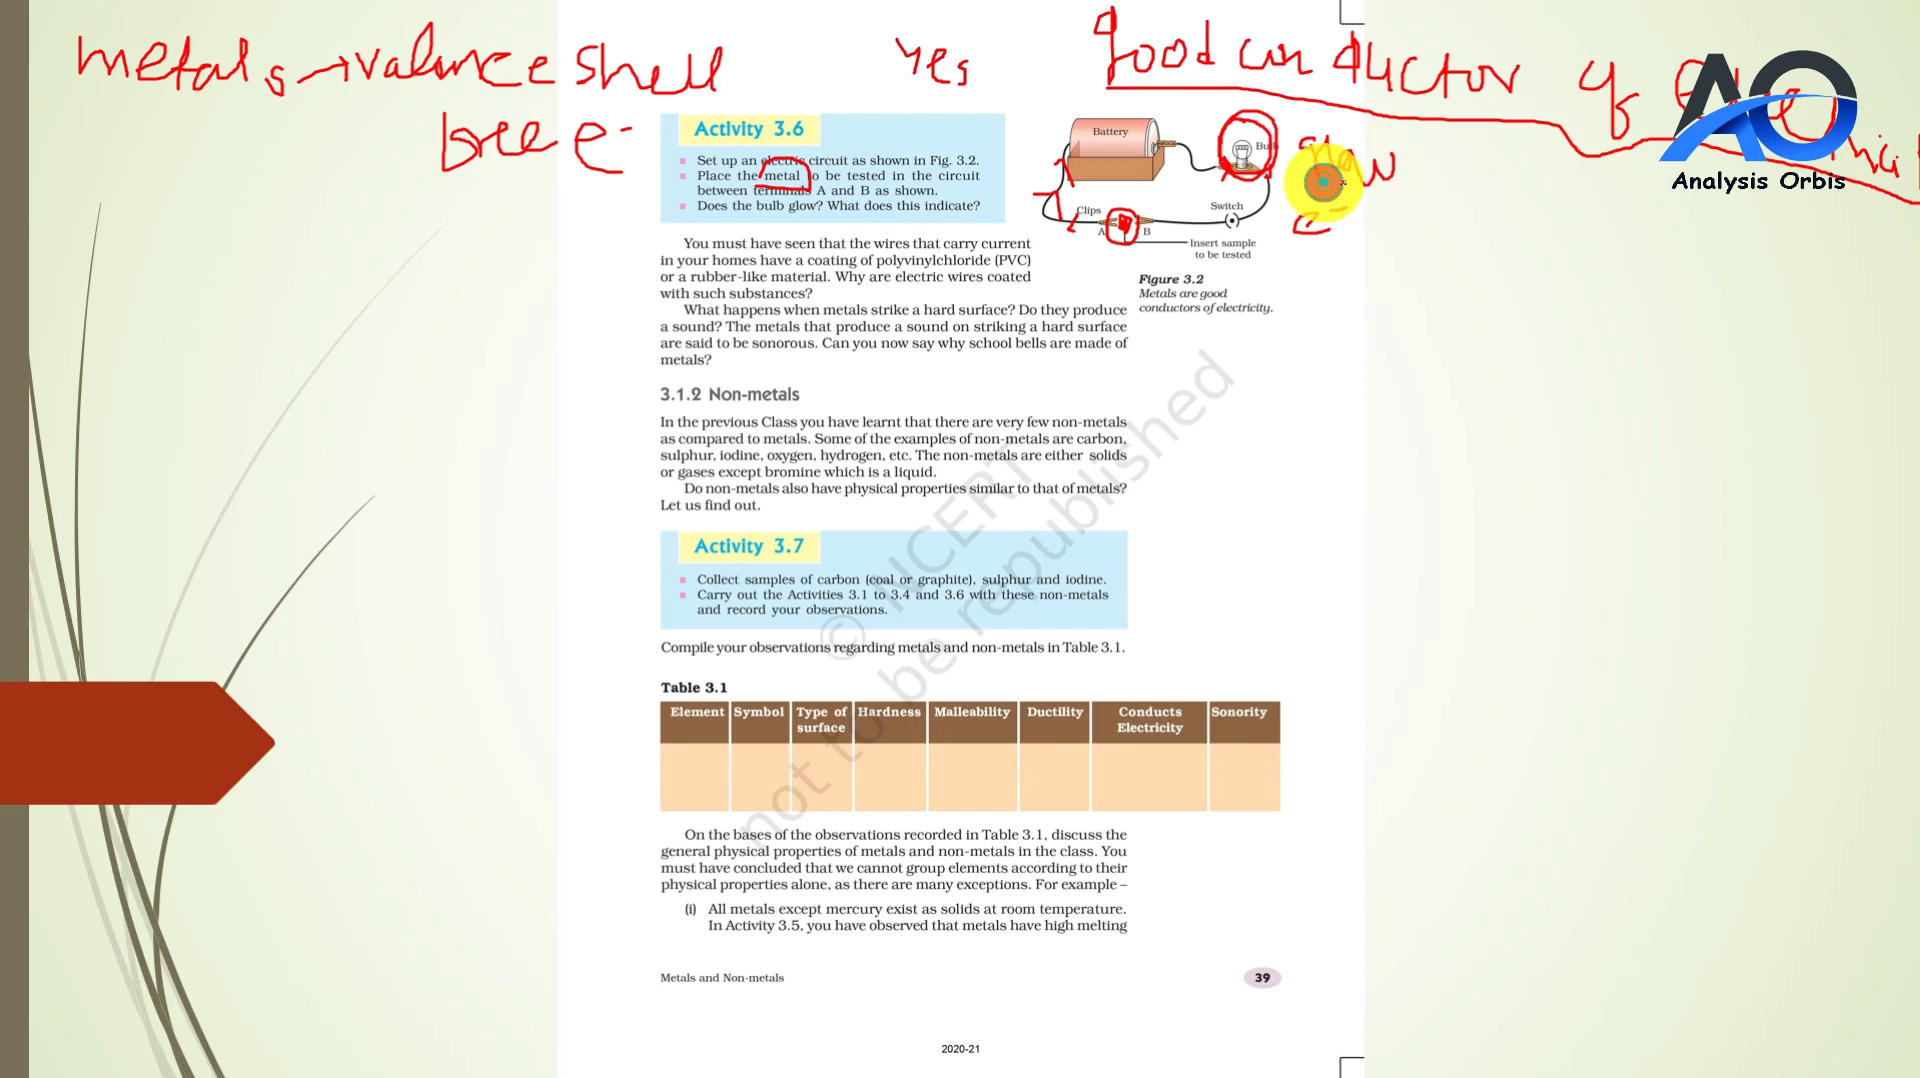 metals → valence shell
Yes
good conductor of
free e-
Analysis Orbis
Activity 3.6
Set up an electric circuit as shown in Fig. 3.2.
Place the metal to be tested in the circuit
between terminals A and B as shown.
Does the bulb glow? What does this indicate?
Battery
Bulb
Clips
Switch
A
B
Insert sample
to be tested
Figure 3.2
Metals are good
conductors of electricity.
You must have seen that the wires that carry current
in your homes have a coating of polyvinylchloride (PVC)
or a rubber-like material. Why are electric wires coated
with such substances?
What happens when metals strike a hard surface? Do they produce
a sound? The metals that produce a sound on striking a hard surface
are said to be sonorous. Can you now say why school bells are made of
metals?
3.1.2 Non-metals
In the previous Class you have learnt that there are very few non-metals
as compared to metals. Some of the examples of non-metals are carbon,
sulphur, iodine, oxygen, hydrogen, etc. The non-metals are either solids
or gases except bromine which is a liquid.
Do non-metals also have physical properties similar to that of metals?
Let us find out.
Activity 3.7
Collect samples of carbon (coal or graphite), sulphur and iodine.
Carry out the Activities 3.1 to 3.4 and 3.6 with these non-metals
and record your observations.
Compile your observations regarding metals and non-metals in Table 3.1.
Table 3.1
Element Symbol Type of surface Hardness Malleability Ductility Conducts Electricity Sonority
© NCERT
not to be republished
On the bases of the observations recorded in Table 3.1, discuss the
general physical properties of metals and non-metals in the class. You
must have concluded that we cannot group elements according to their
physical properties alone, as there are many exceptions. For example –
(i) All metals except mercury exist as solids at room temperature.
In Activity 3.5, you have observed that metals have high melting
Metals and Non-metals
39
2020-21